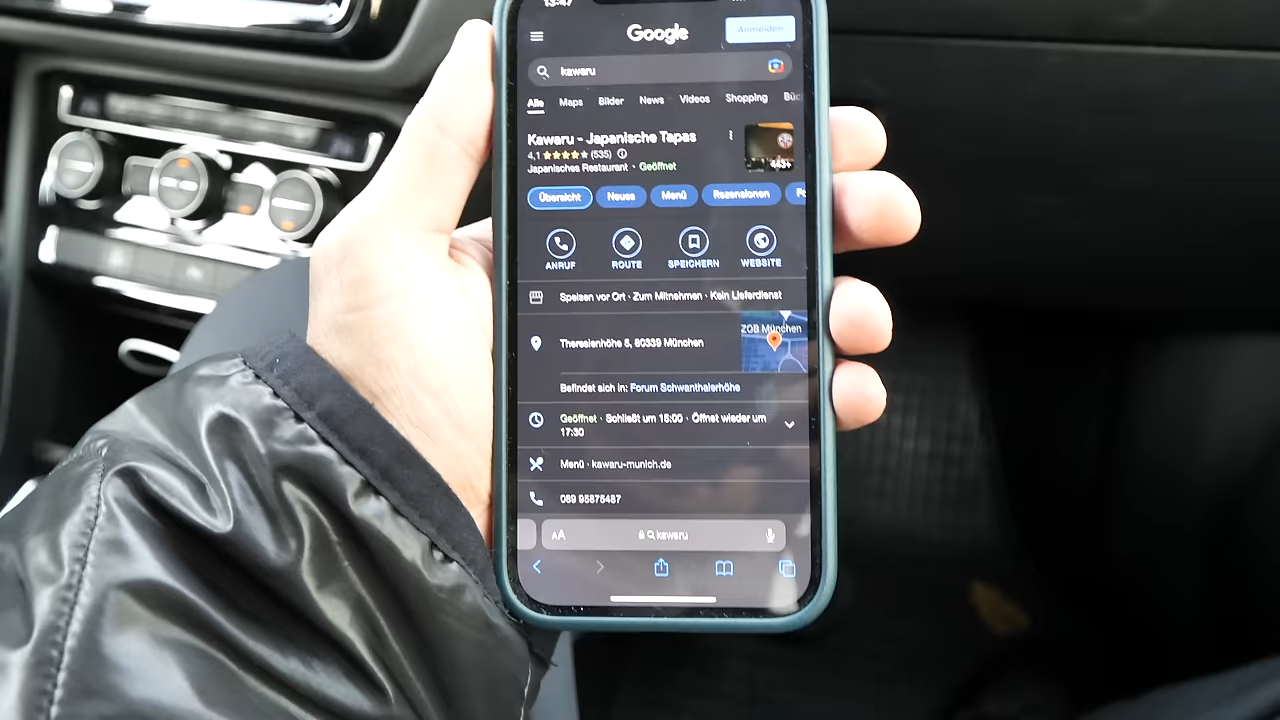 13:47
Google
Anmelden
kawaru
Alle Maps Bilder News Videos Shopping
Kawaru - Japanische Tapas
4,1 (535)
443+
Japanisches Restaurant · Geöffnet
Übersicht Neues Menü Rezensionen
ANRUF ROUTE SPEICHERN WEBSITE
Speisen vor Ort · Zum Mitnehmen · Kein Lieferdienst
ZOB München
Theresienhöhe 5, 80339 München
Befindet sich in: Forum Schwanthalerhöhe
Geöffnet · Schließt um 15:00 · Öffnet wieder um
17:30
Menü · kawaru-munich.de
AA kawaru